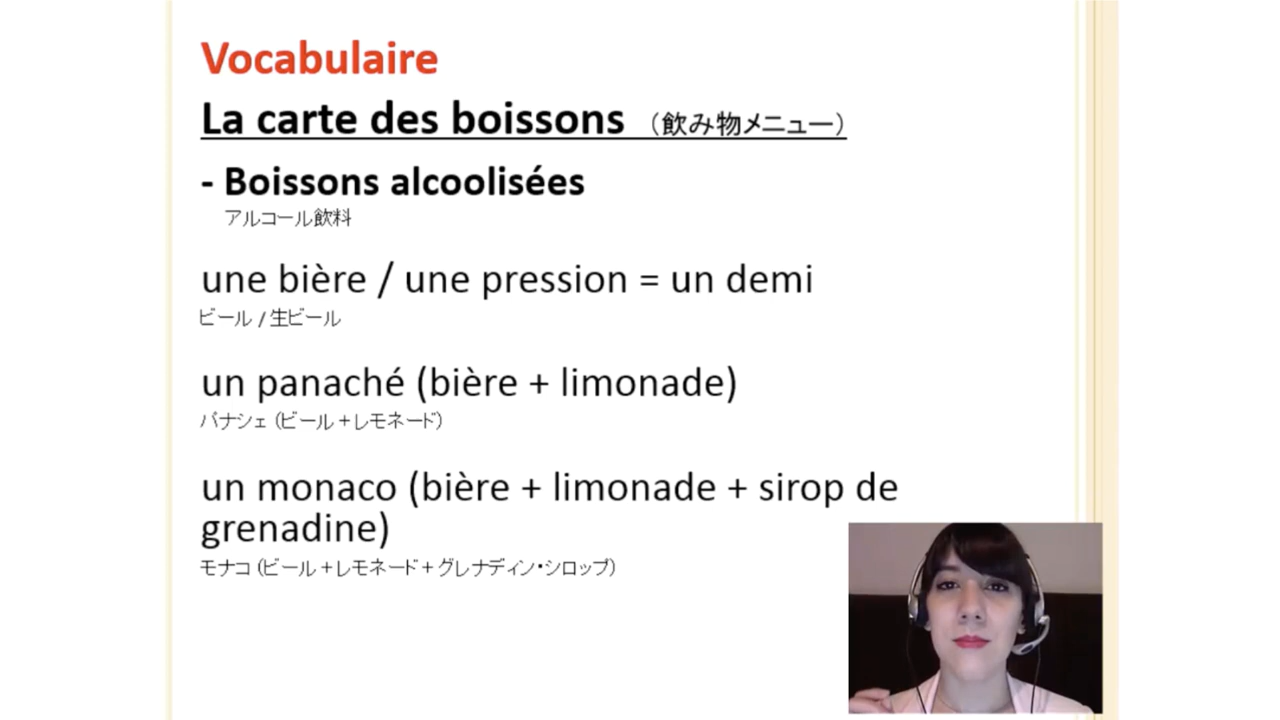 Vocabulaire
La carte des boissons （飲み物メニュー）
- Boissons alcoolisées
アルコール飲料
une bière / une pression = un demi
ビール / 生ビール
un panaché (bière + limonade)
パナシェ (ビール + レモネード)
un monaco (bière + limonade + sirop de
grenadine)
モナコ (ビール + レモネード + グレナディン・シロップ)